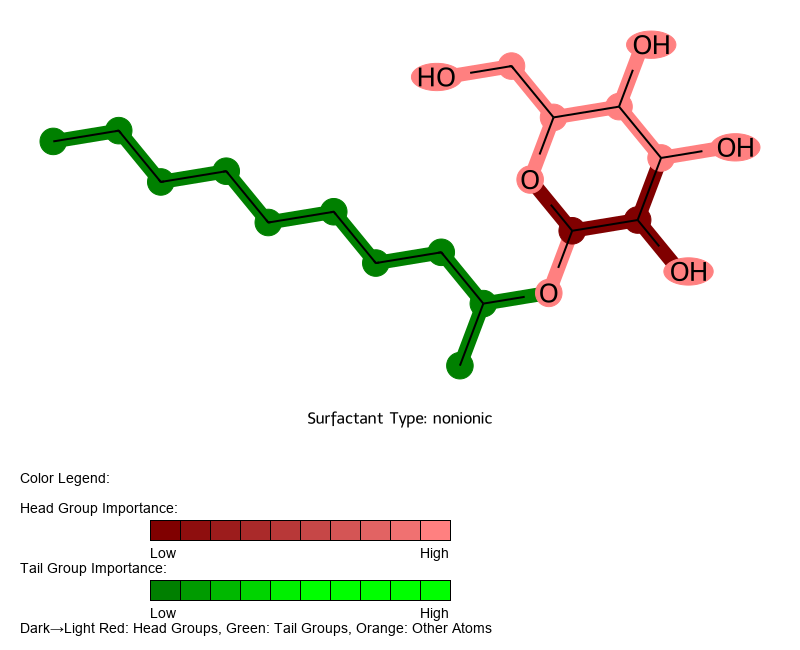 OH
HO
OH
O
OH
O
Surfactant Type: nonionic
Color Legend:
Head Group Importance:
Low High
Tail Group Importance:
Low High
Dark→Light Red: Head Groups, Green: Tail Groups, Orange: Other Atoms